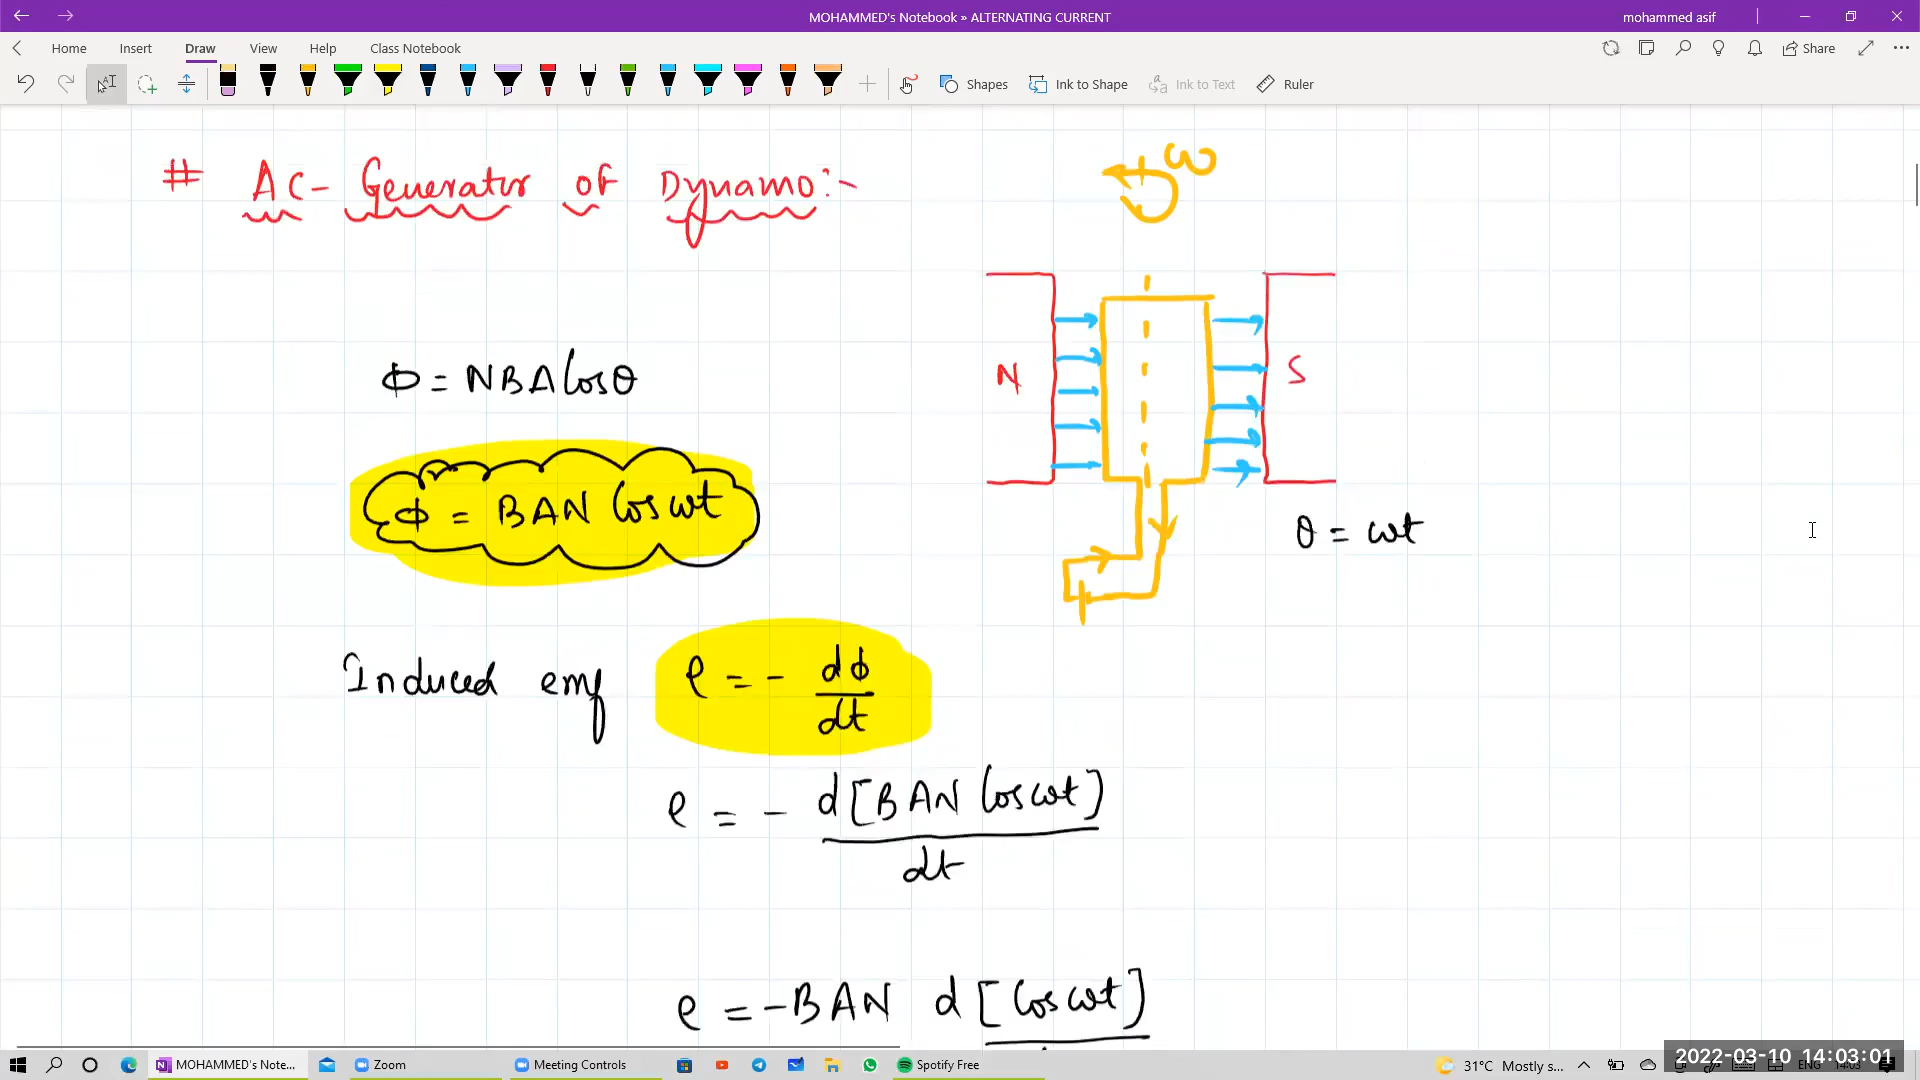 MOHAMMED's Notebook » ALTERNATING CURRENT
mohammed asif
Home Insert Draw View Help Class Notebook
Share
Shapes Ink to Shape Ink to Text Ruler
# AC- Generator of Dynamo:-
ω
N S
ϕ = NBA Cosθ
ϕ = BAN Cos ωt
θ = ωt
Induced emf e = - dϕ/dt
e = - d[BAN Cos ωt]/dt
e = -BAN d [Cos ωt]
MOHAMMED's Note...
Zoom
Meeting Controls
Spotify Free
31°C Mostly s...
ENG
14:03
2022-03-10 14:03:01